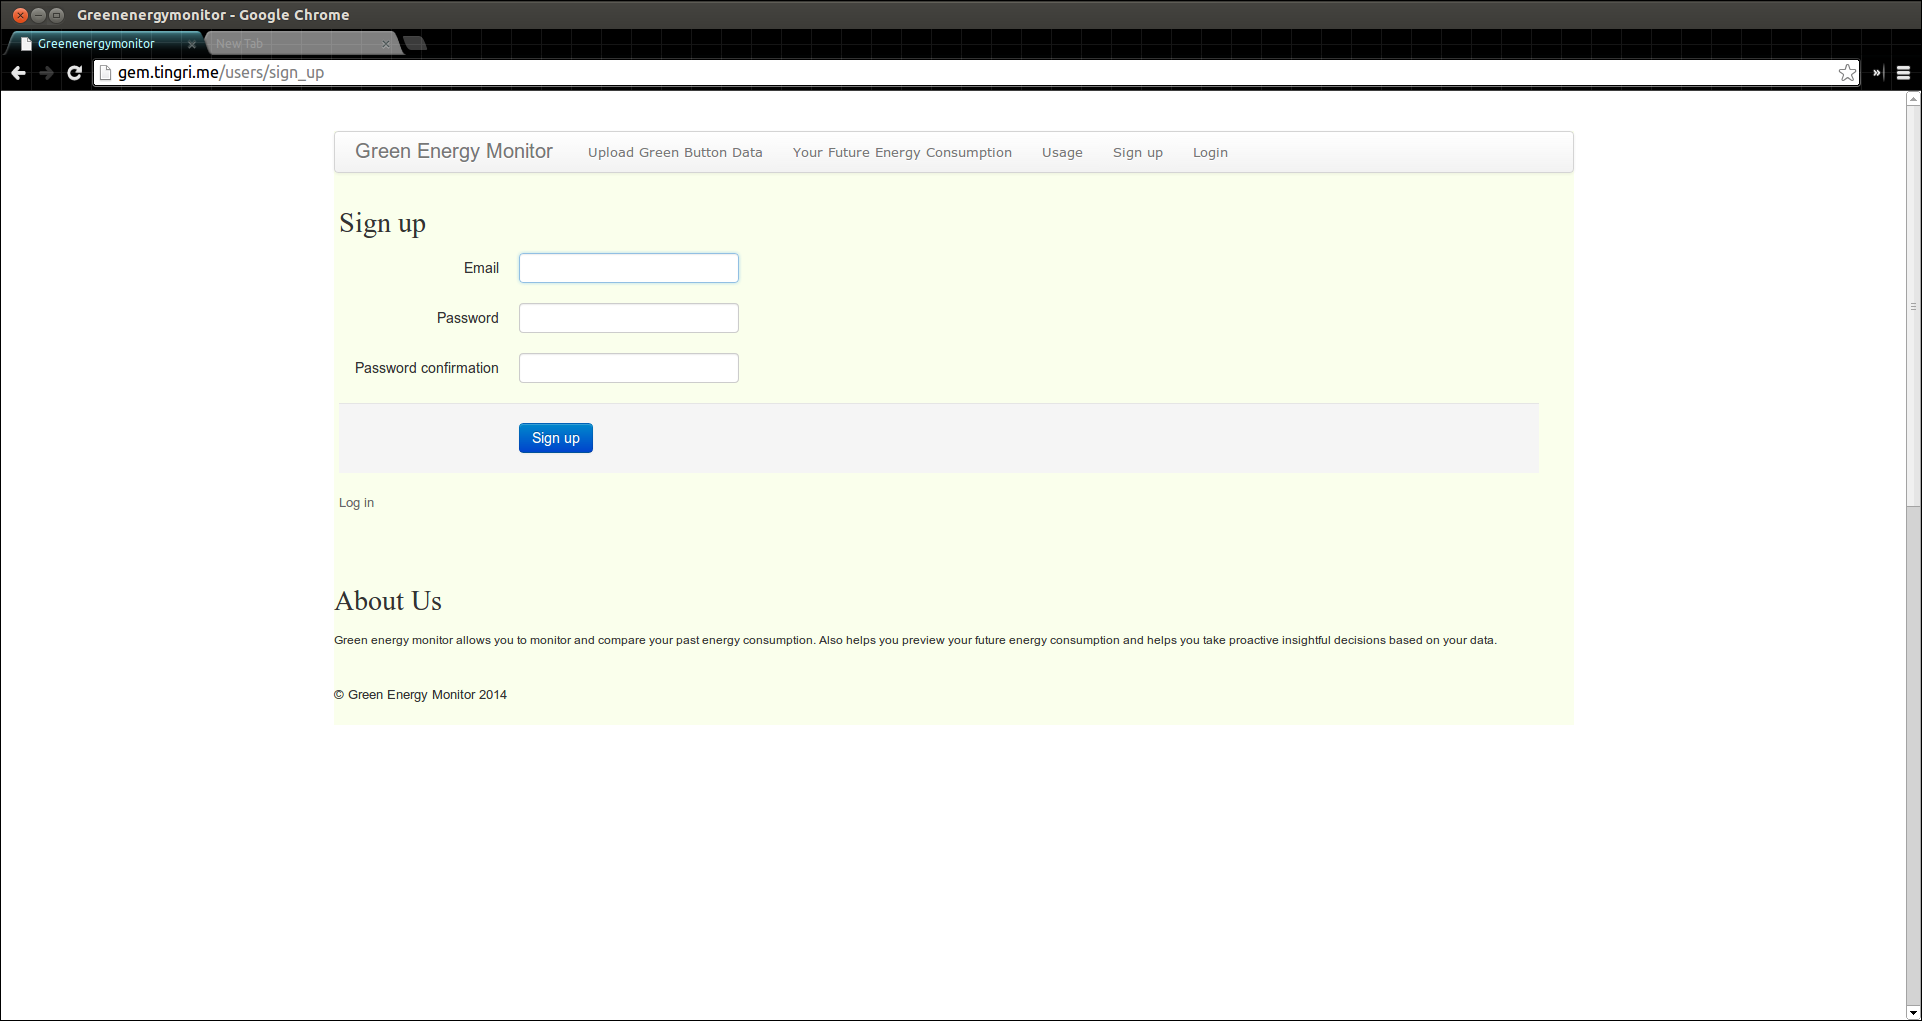 Greenenergymonitor - Google Chrome
Greenenergymonitor
New Tab
gem.tingri.me/users/sign_up
Green Energy Monitor Upload Green Button Data Your Future Energy Consumption Usage Sign up Login
Sign up
Email
Password
Password confirmation
Sign up
Log in
About Us
Green energy monitor allows you to monitor and compare your past energy consumption. Also helps you preview your future energy consumption and helps you take proactive insightful decisions based on your data.
© Green Energy Monitor 2014